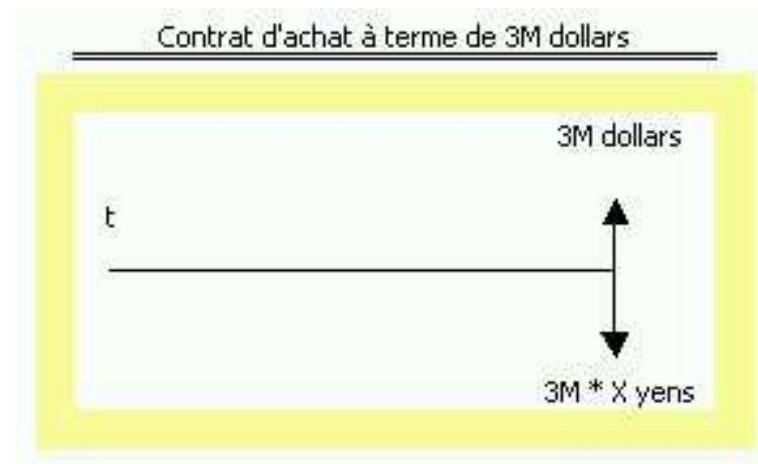 Contrat d'achat à terme de 3M dollars
3M dollars
t
3M * X yens